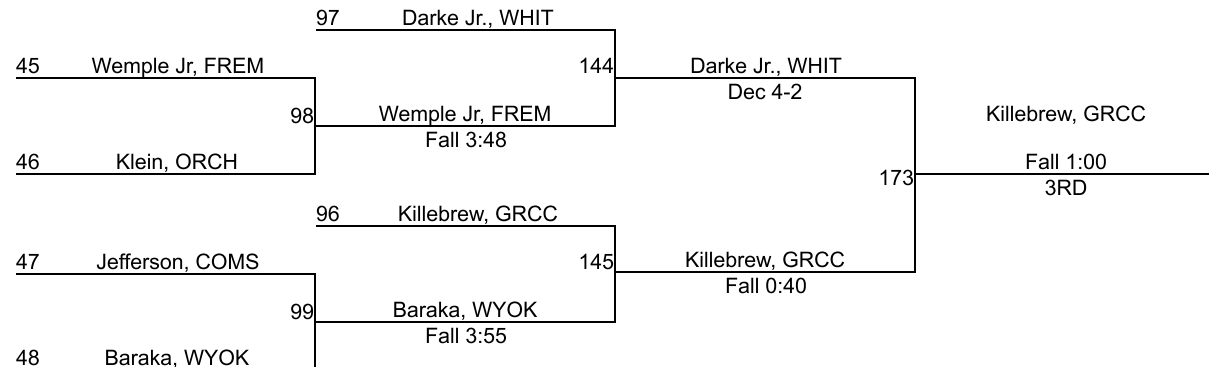 97 Darke Jr., WHIT
45 Wemple Jr, FREM
144 Darke Jr., WHIT
Dec 4-2
98 Wemple Jr, FREM
Fall 3:48
Killebrew, GRCC
46 Klein, ORCH
Fall 1:00
173
3RD
96 Killebrew, GRCC
47 Jefferson, COMS
145 Killebrew, GRCC
Fall 0:40
99 Baraka, WYOK
Fall 3:55
48 Baraka, WYOK